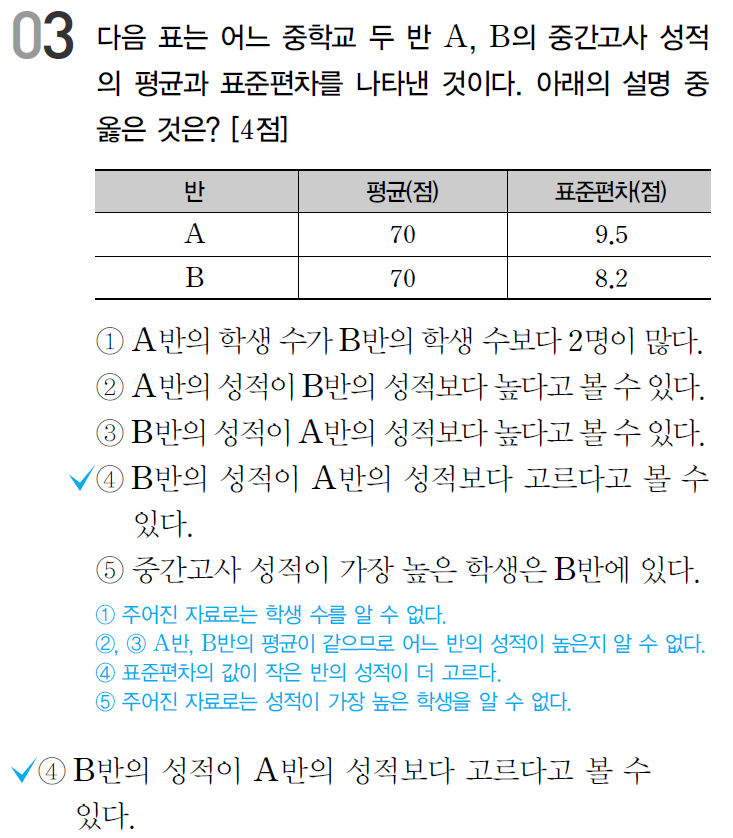 03 다음 표는 어느 중학교 두 반 A, B의 중간고사 성적
의 평균과 표준편차를 나타낸 것이다. 아래의 설명 중
옳은 것은? [4점]
반 평균(점) 표준편차(점)
A 70 9.5
B 70 8.2
① A반의 학생 수가 B반의 학생 수보다 2명이 많다.
② A반의 성적이 B반의 성적보다 높다고 볼 수 있다.
③ B반의 성적이 A반의 성적보다 높다고 볼 수 있다.
④ B반의 성적이 A반의 성적보다 고르다고 볼 수
있다.
⑤ 중간고사 성적이 가장 높은 학생은 B반에 있다.
① 주어진 자료로는 학생 수를 알 수 없다.
②, ③ A반, B반의 평균이 같으므로 어느 반의 성적이 높은지 알 수 없다.
④ 표준편차의 값이 작은 반의 성적이 더 고르다.
⑤ 주어진 자료로는 성적이 가장 높은 학생을 알 수 없다.
④ B반의 성적이 A반의 성적보다 고르다고 볼 수
있다.